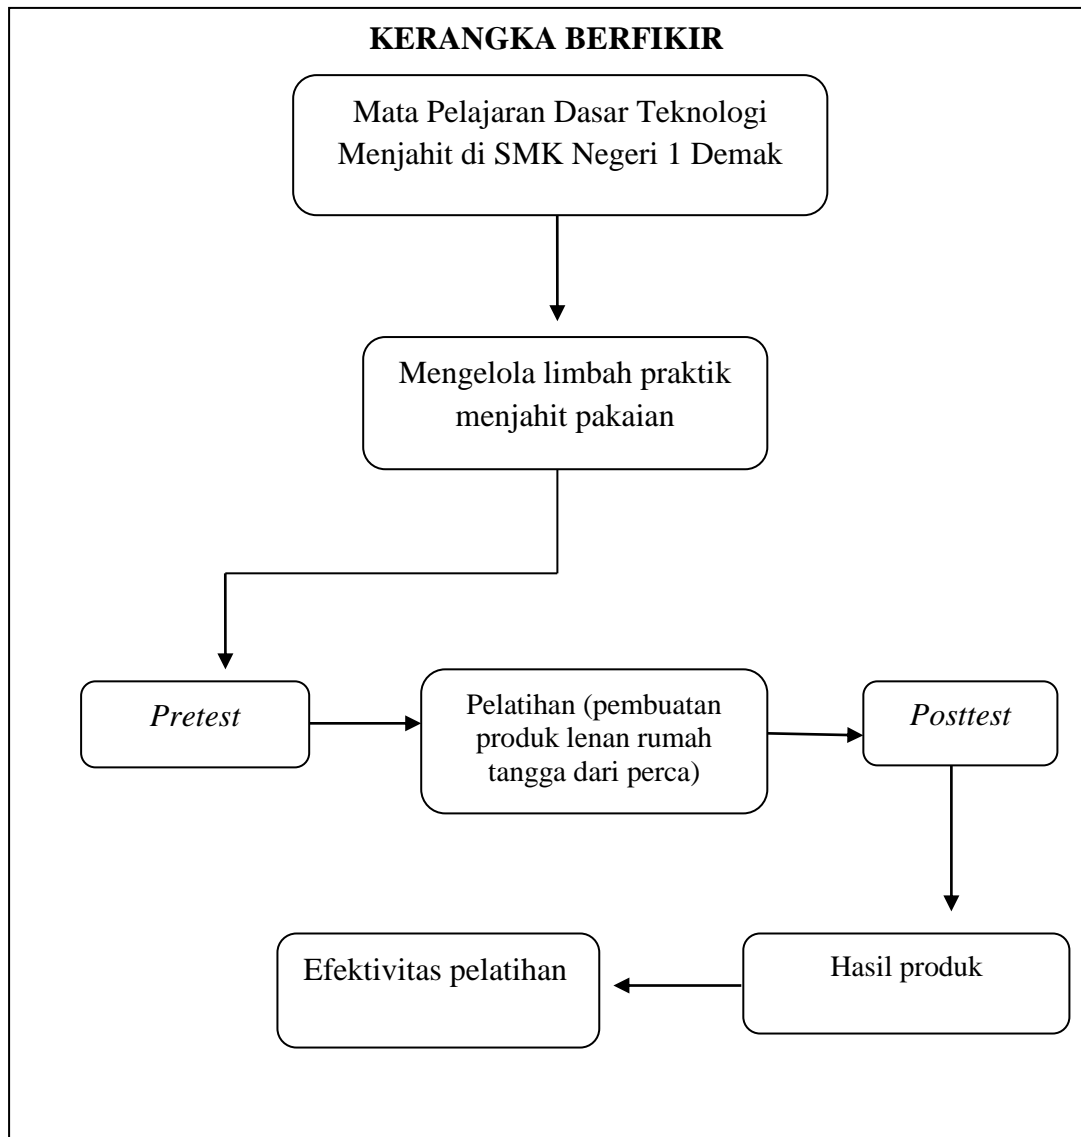 KERANGKA BERFIKIR
Mata Pelajaran Dasar Teknologi
Menjahit di SMK Negeri 1 Demak
Mengelola limbah praktik
menjahit pakaian
Pretest
Pelatihan (pembuatan
produk lenan rumah
tangga dari perca)
Posttest
Hasil produk
Efektivitas pelatihan